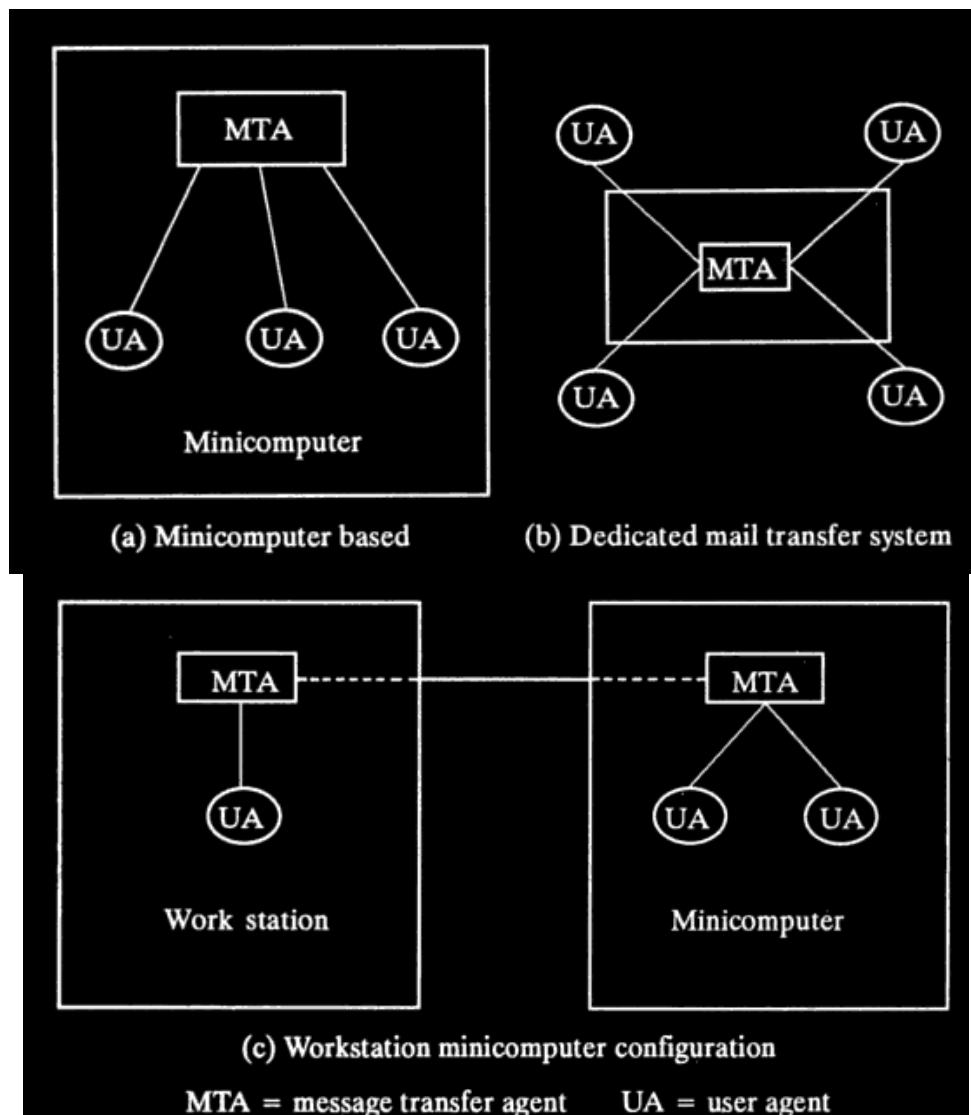 MTA
UA UA UA
Minicomputer
(a) Minicomputer based
UA UA
MTA
UA UA
(b) Dedicated mail transfer system
MTA
UA
Work station
MTA
UA UA
Minicomputer
(c) Workstation minicomputer configuration
MTA = message transfer agent UA = user agent